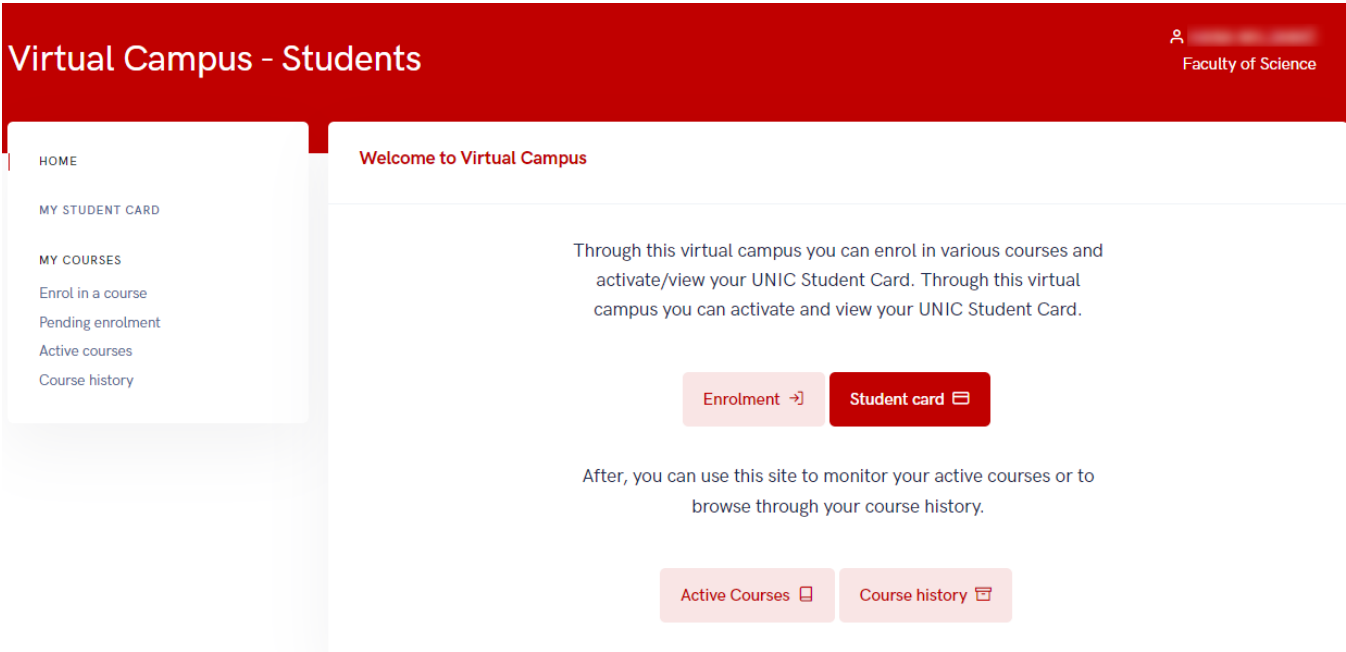 Virtual Campus - Students
Faculty of Science
HOME
MY STUDENT CARD
MY COURSES
Enrol in a course
Pending enrolment
Active courses
Course history
Welcome to Virtual Campus
Through this virtual campus you can enrol in various courses and
activate/view your UNIC Student Card. Through this virtual
campus you can activate and view your UNIC Student Card.
Enrolment
Student card
After, you can use this site to monitor your active courses or to
browse through your course history.
Active Courses
Course history